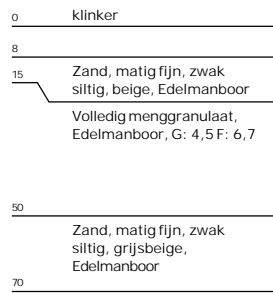 0 klinker
8
15 Zand, matig fijn, zwak
siltig, beige, Edelmanboor
Volledig menggranulaat,
Edelmanboor, G: 4,5 F: 6,7
50
Zand, matig fijn, zwak
siltig, grijsbeige,
Edelmanboor
70